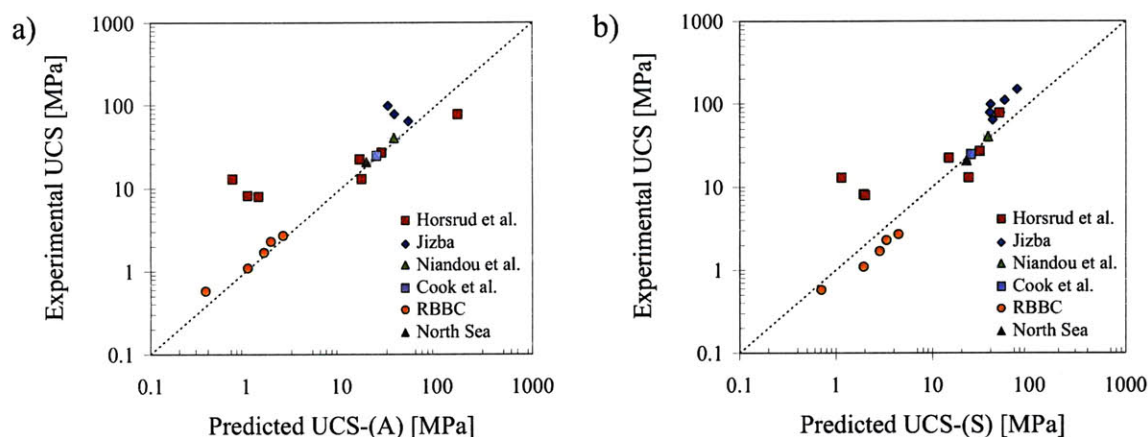 a)
Experimental UCS [MPa]
1000
100
10
1
0.1
Horsrud et al.
Jizba
Niandou et al.
Cook et al.
RBBC
North Sea
0.1 1 10 100 1000
Predicted UCS-(A) [MPa]
b)
Experimental UCS [MPa]
1000
100
10
1
0.1
Horsrud et al.
Jizba
Niandou et al.
Cook et al.
RBBC
North Sea
0.1 1 10 100 1000
Predicted UCS-(S) [MPa]